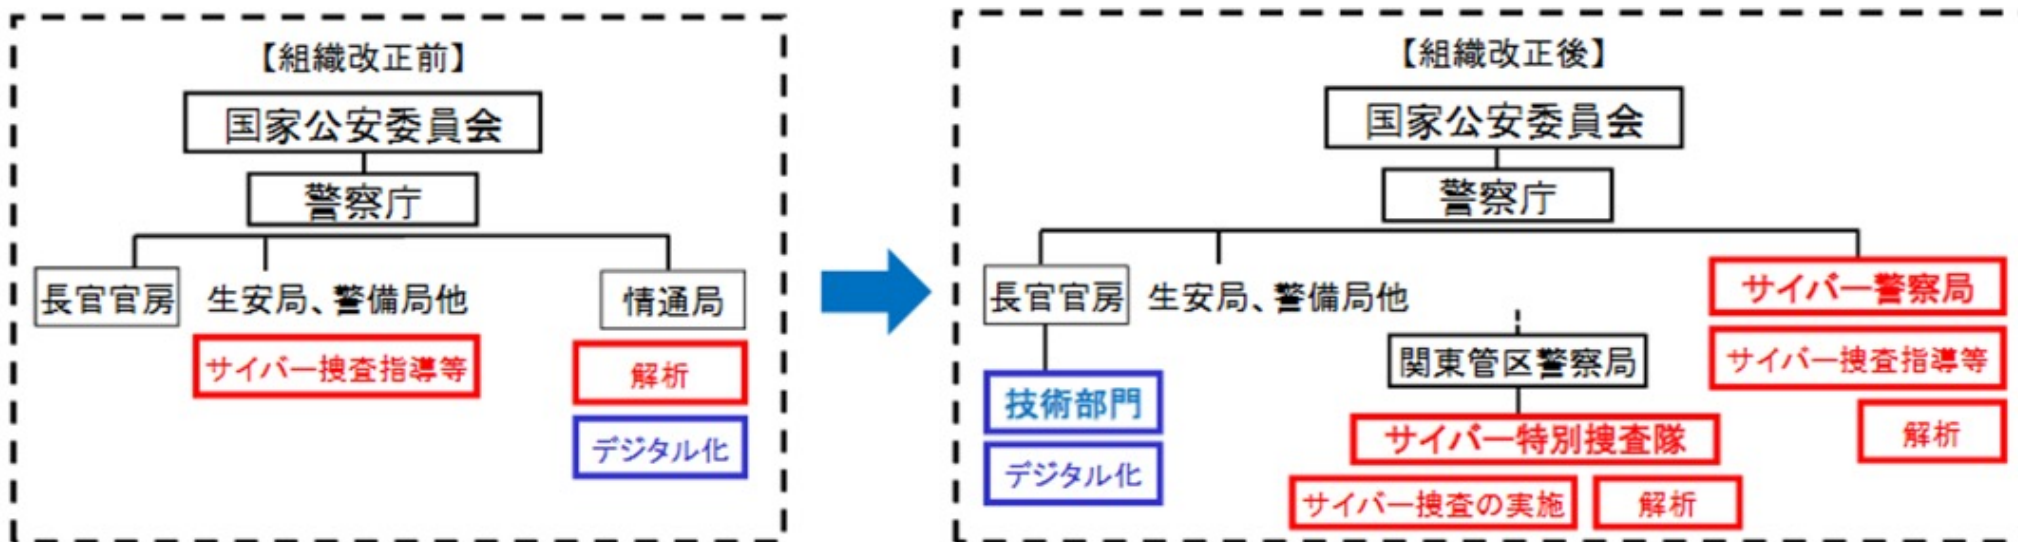 【組織改正前】
国家公安委員会
警察庁
長官官房
生安局、警備局他
情通局
サイバー捜査指導等
解析
デジタル化
【組織改正後】
国家公安委員会
警察庁
長官官房
生安局、警備局他
サイバー警察局
関東管区警察局
サイバー捜査指導等
技術部門
サイバー特別捜査隊
解析
デジタル化
サイバー捜査の実施
解析